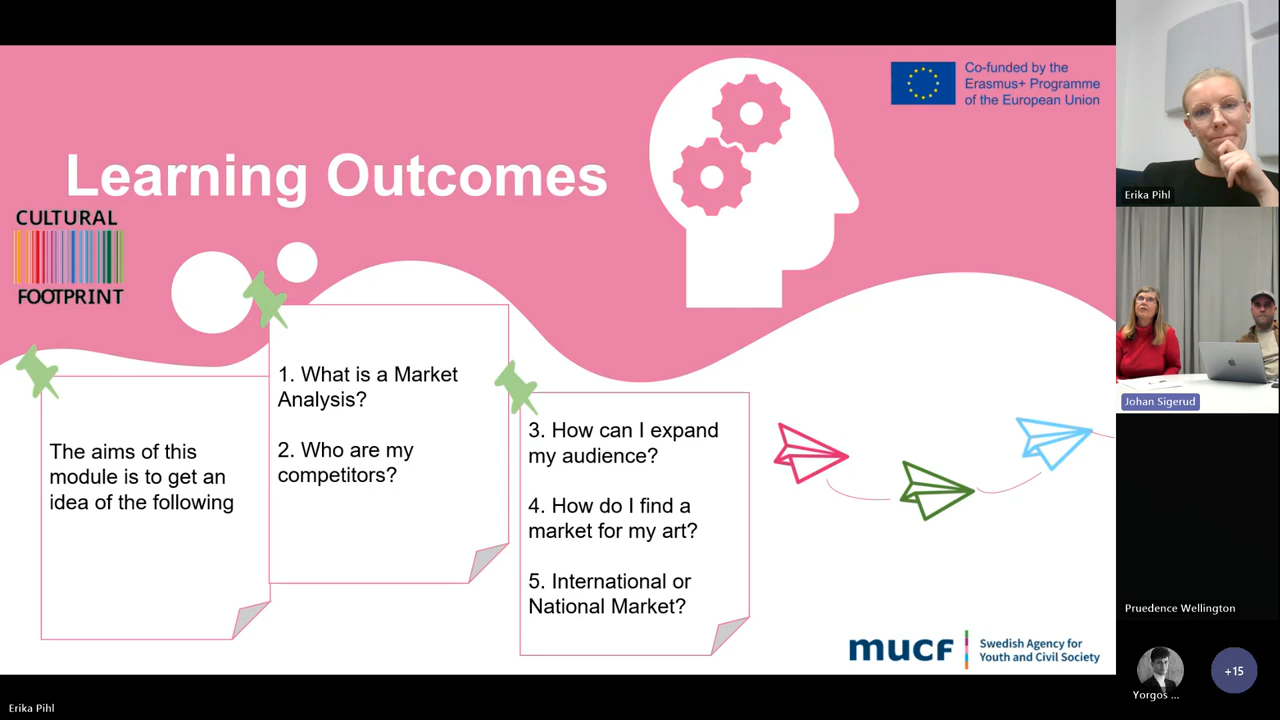 Co-funded by the
Erasmus+ Programme
of the European Union
Learning Outcomes
CULTURAL
FOOTPRINT
The aims of this
module is to get an
idea of the following
1. What is a Market
Analysis?
2. Who are my
competitors?
3. How can I expand
my audience?
4. How do I find a
market for my art?
5. International or
National Market?
mucf
Swedish Agency for
Youth and Civil Society
Erika Pihl
Johan Sigerud
Pruedence Wellington
Yorgos ...
+15
Erika Pihl